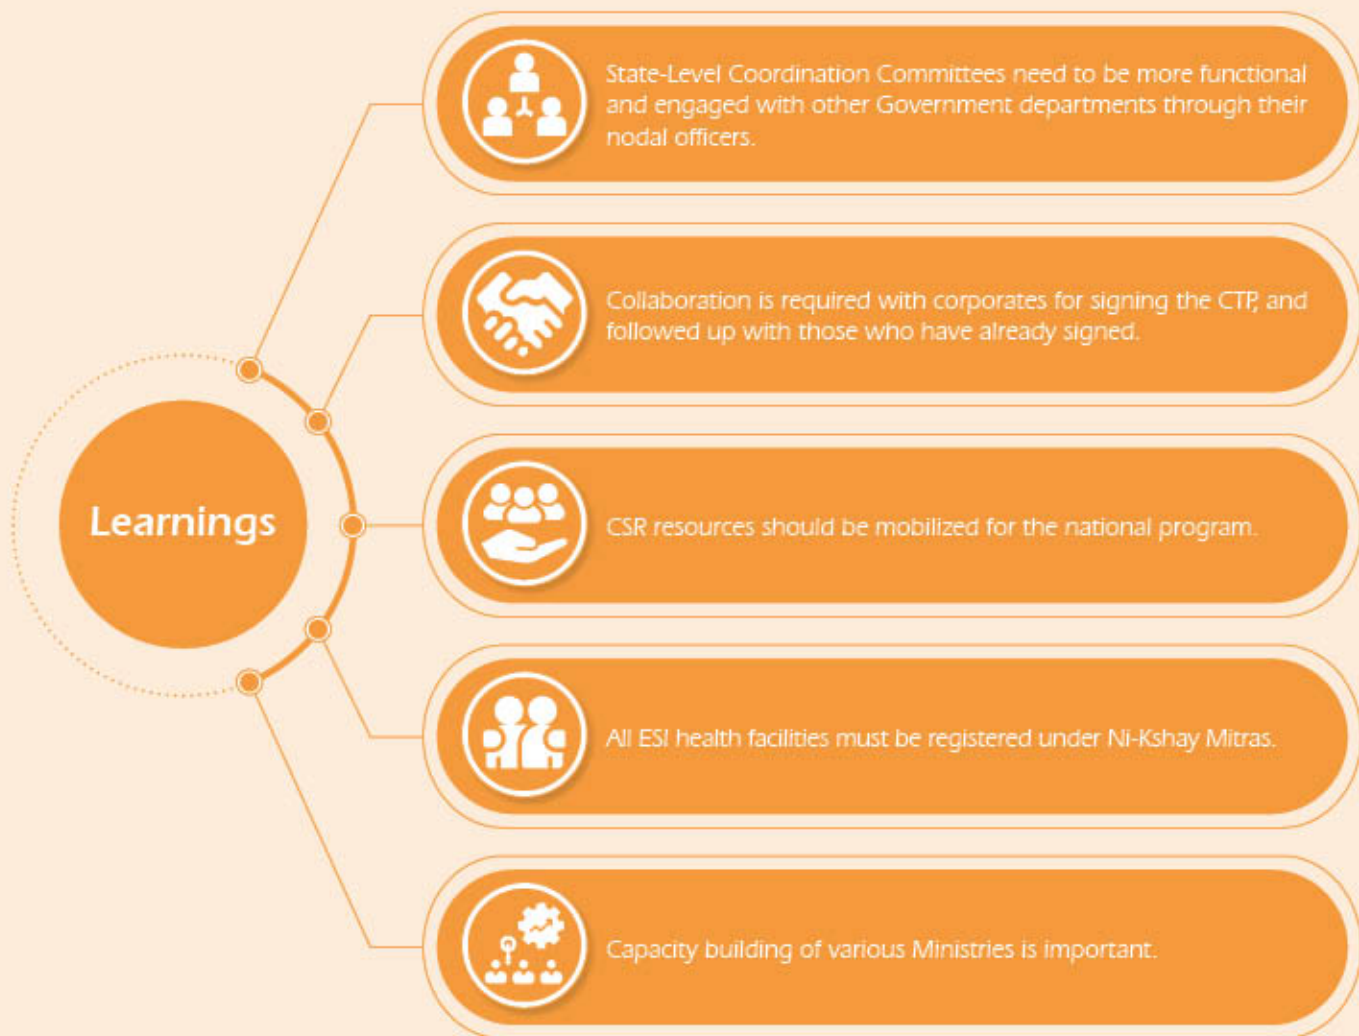 State-Level Coordination Committees need to be more functional
and engaged with other Government departments through their
nodal officers.
Collaboration is required with corporates for signing the CTP, and
followed up with those who have already signed.
Learnings
CSR resources should be mobilized for the national program.
All ESI health facilities must be registered under Ni-Kshay Mitras.
Capacity building of various Ministries is important.